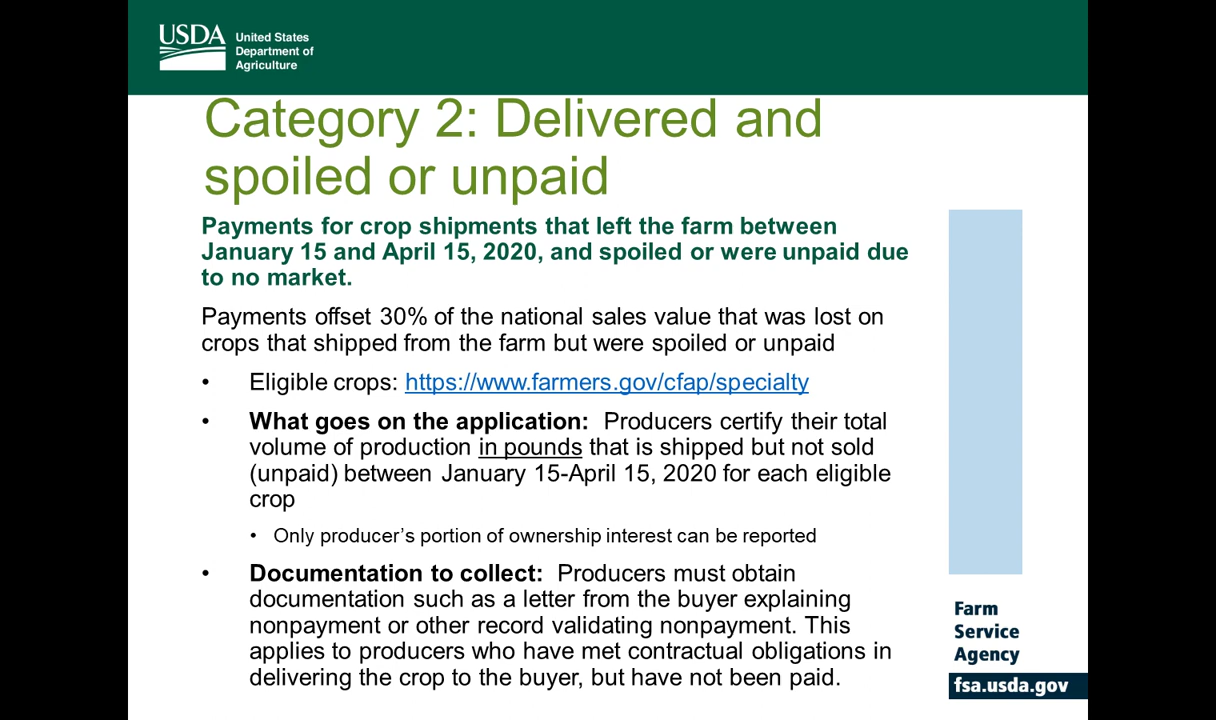 USDA
United States
Department of
Agriculture
Category 2: Delivered and
spoiled or unpaid
Payments for crop shipments that left the farm between
January 15 and April 15, 2020, and spoiled or were unpaid due
to no market.
Payments offset 30% of the national sales value that was lost on
crops that shipped from the farm but were spoiled or unpaid
• Eligible crops: https://www.farmers.gov/cfap/specialty
• What goes on the application: Producers certify their total
volume of production in pounds that is shipped but not sold
(unpaid) between January 15-April 15, 2020 for each eligible
crop
• Only producer’s portion of ownership interest can be reported
• Documentation to collect: Producers must obtain
documentation such as a letter from the buyer explaining
nonpayment or other record validating nonpayment. This
applies to producers who have met contractual obligations in
delivering the crop to the buyer, but have not been paid.
Farm
Service
Agency
fsa.usda.gov